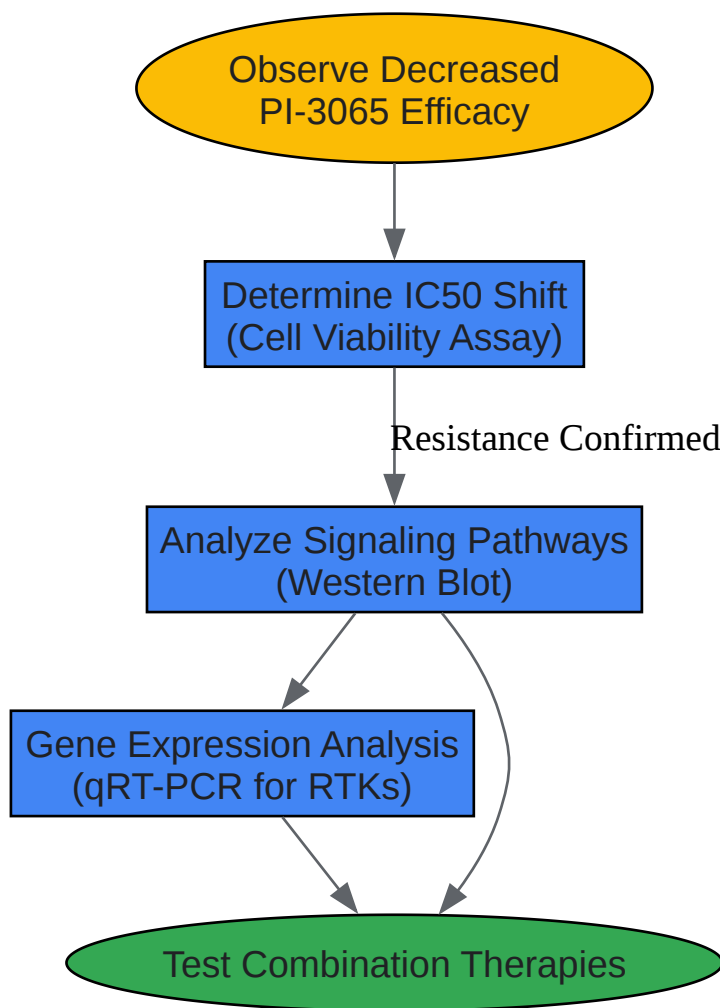 Observe Decreased
PI-3065 Efficacy
Determine IC50 Shift
(Cell Viability Assay)
Resistance Confirmed
Analyze Signaling Pathways
(Western Blot)
Gene Expression Analysis
(qRT-PCR for RTKs)
Test Combination Therapies